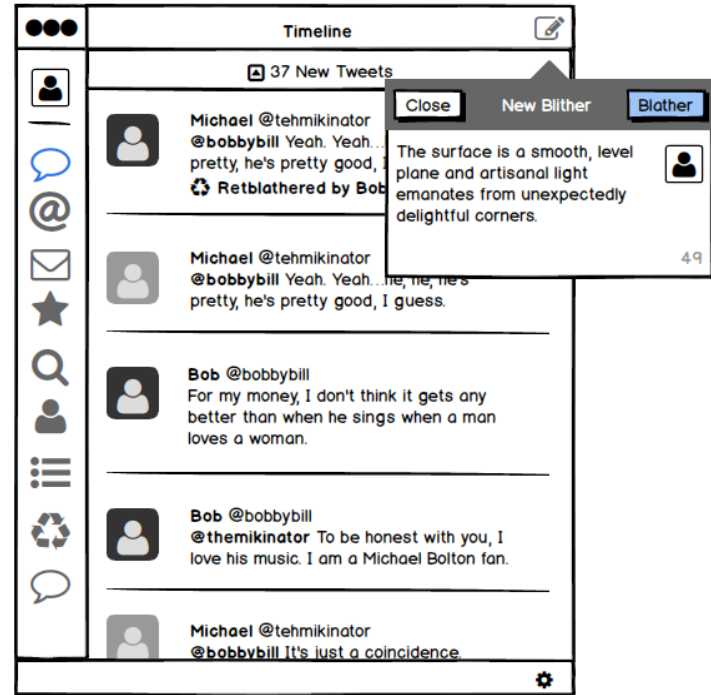 Timeline
37 New Tweets
Close New Blither Blather
The surface is a smooth, level
plane and artisanal light
emanates from unexpectedly
delightful corners.
49
Michael @tehmikinator
@bobbybill Yeah. Yeah...
pretty, he's pretty good, I
Retblathered by Bob
Michael @tehmikinator
@bobbybill Yeah. Yeah...he, he, he's
pretty, he's pretty good, I guess.
Bob @bobbybill
For my money, I don't think it gets any
better than when he sings when a man
loves a woman.
Bob @bobbybill
@themikinator To be honest with you, I
love his music. I am a Michael Bolton fan.
Michael @tehmikinator
@bobbybill It's just a coincidence.